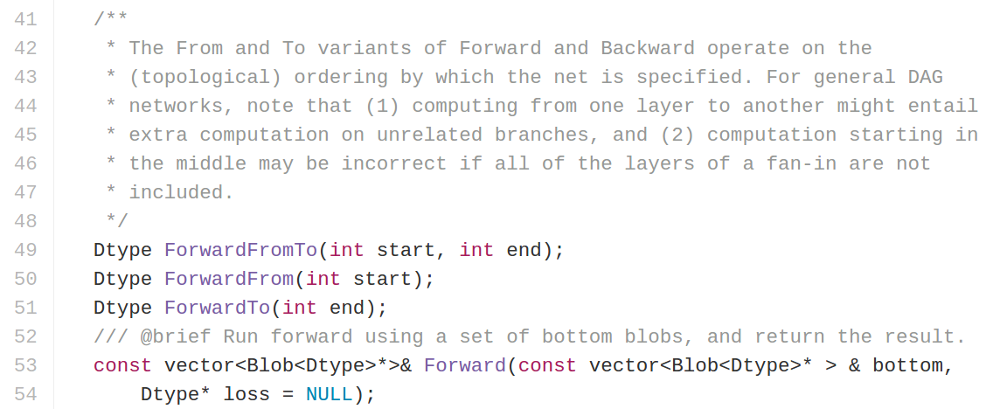 41 /**
42 * The From and To variants of Forward and Backward operate on the
43 * (topological) ordering by which the net is specified. For general DAG
44 * networks, note that (1) computing from one layer to another might entail
45 * extra computation on unrelated branches, and (2) computation starting in
46 * the middle may be incorrect if all of the layers of a fan-in are not
47 * included.
48 */
49 Dtype ForwardFromTo(int start, int end);
50 Dtype ForwardFrom(int start);
51 Dtype ForwardTo(int end);
52 /// @brief Run forward using a set of bottom blobs, and return the result.
53 const vector<Blob<Dtype>*>& Forward(const vector<Blob<Dtype>* > & bottom,
54 Dtype* loss = NULL);